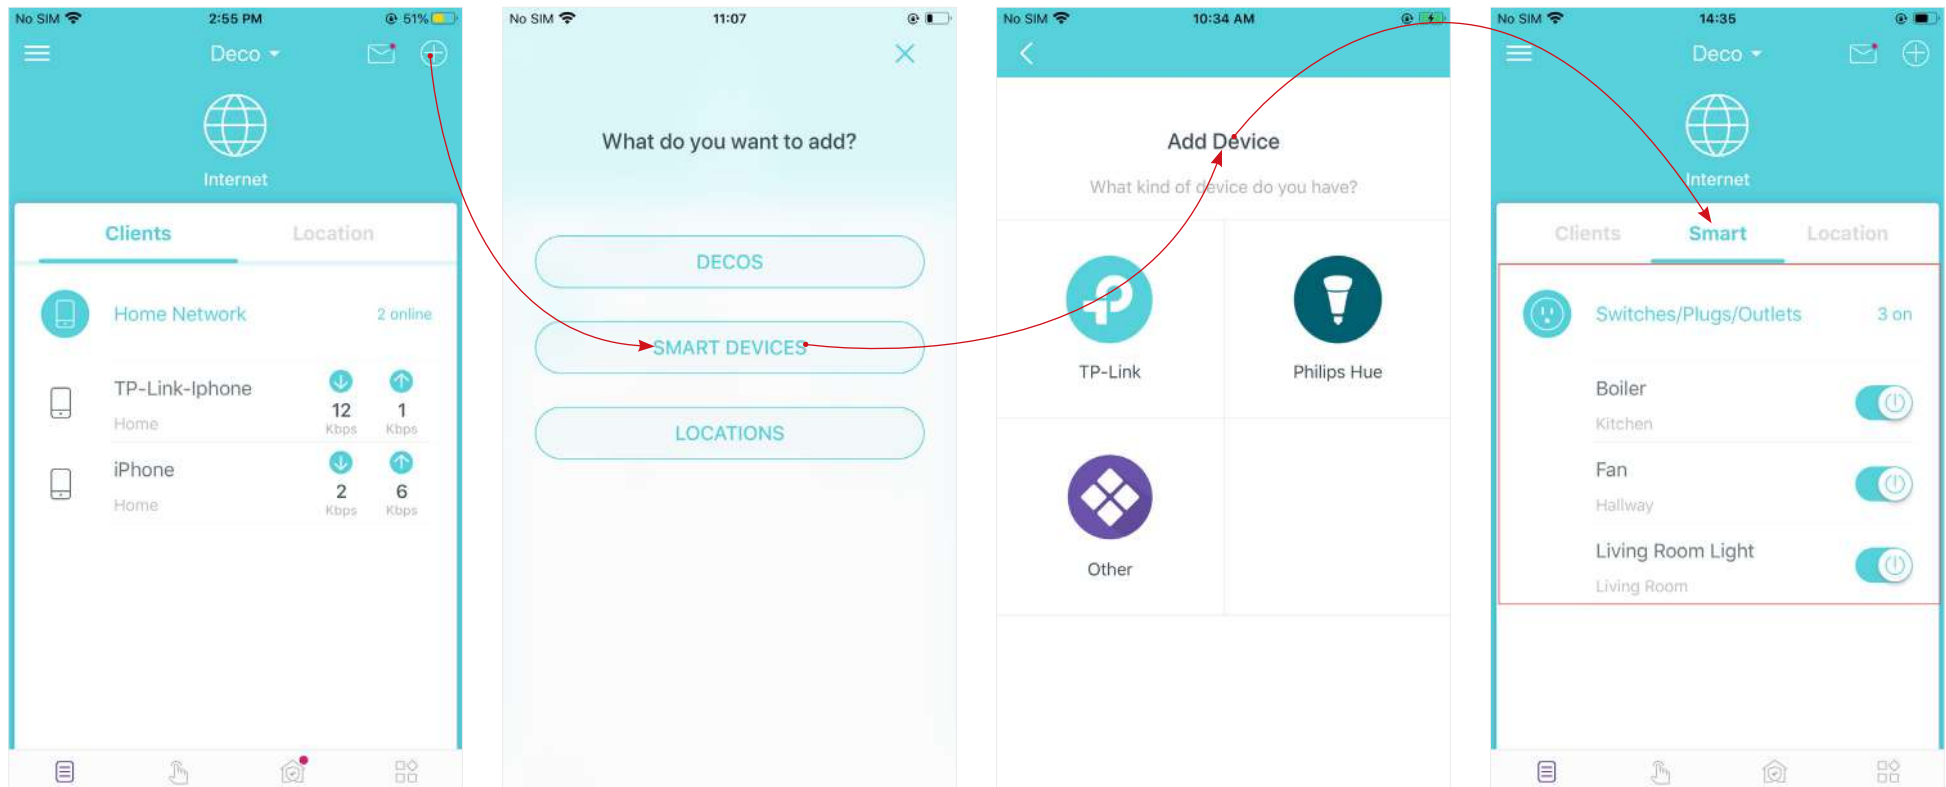 No SIM 2:55 PM 51%
Deco
Internet
Clients Location
Home Network 2 online
TP-Link-Iphone
Home
12 1
Kbps Kbps
iPhone
Home
2 6
Kbps Kbps
No SIM 11:07
What do you want to add?
DECOS
SMART DEVICES
LOCATIONS
No SIM 10:34 AM
Add Device
What kind of device do you have?
TP-Link Philips Hue
Other
No SIM 14:35
Deco
Internet
Clients Smart Location
Switches/Plugs/Outlets 3 on
Boiler
Kitchen
Fan
Hallway
Living Room Light
Living Room